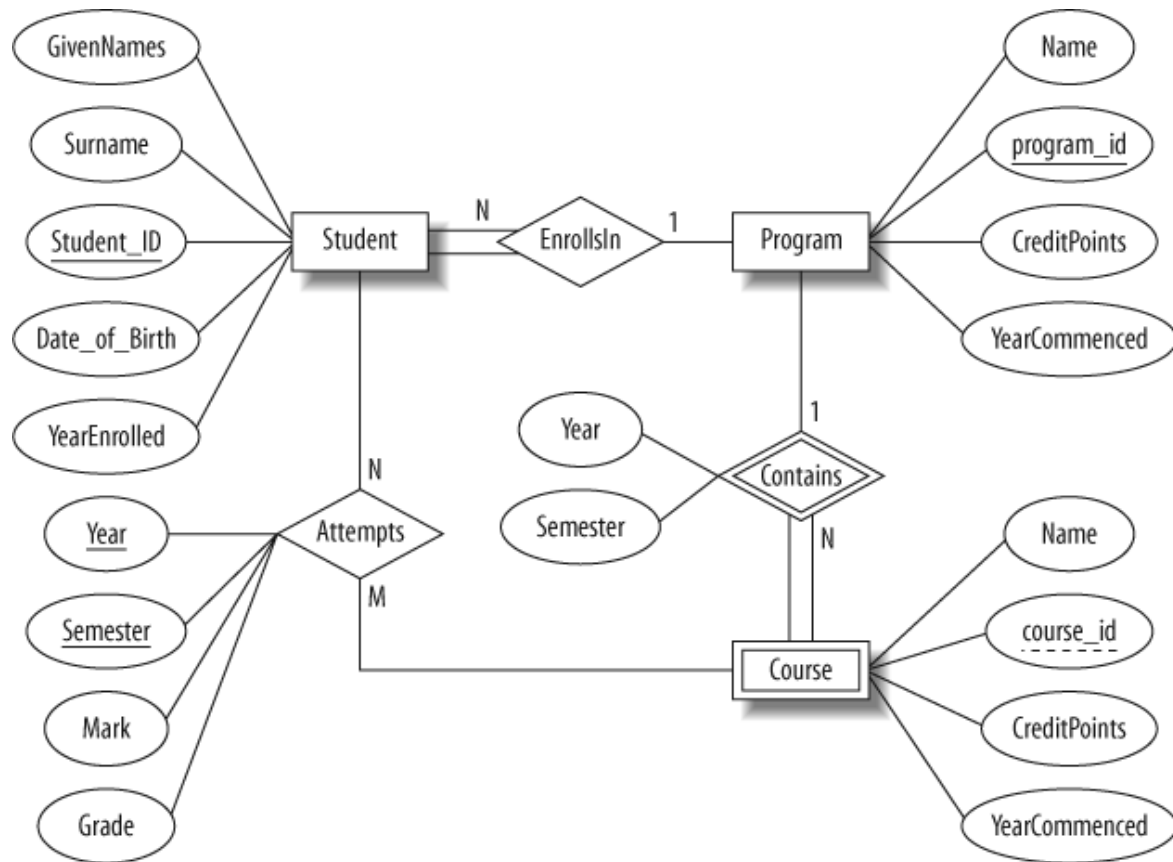 GivenNames
Name
Surname
program_id
N
1
Student_ID
Student
EnrollsIn
Program
CreditPoints
Date_of_Birth
YearCommenced
YearEnrolled
Year
1
N
Contains
Year
Attempts
Semester
N
Name
M
Semester
course_id
Course
Mark
CreditPoints
Grade
YearCommenced